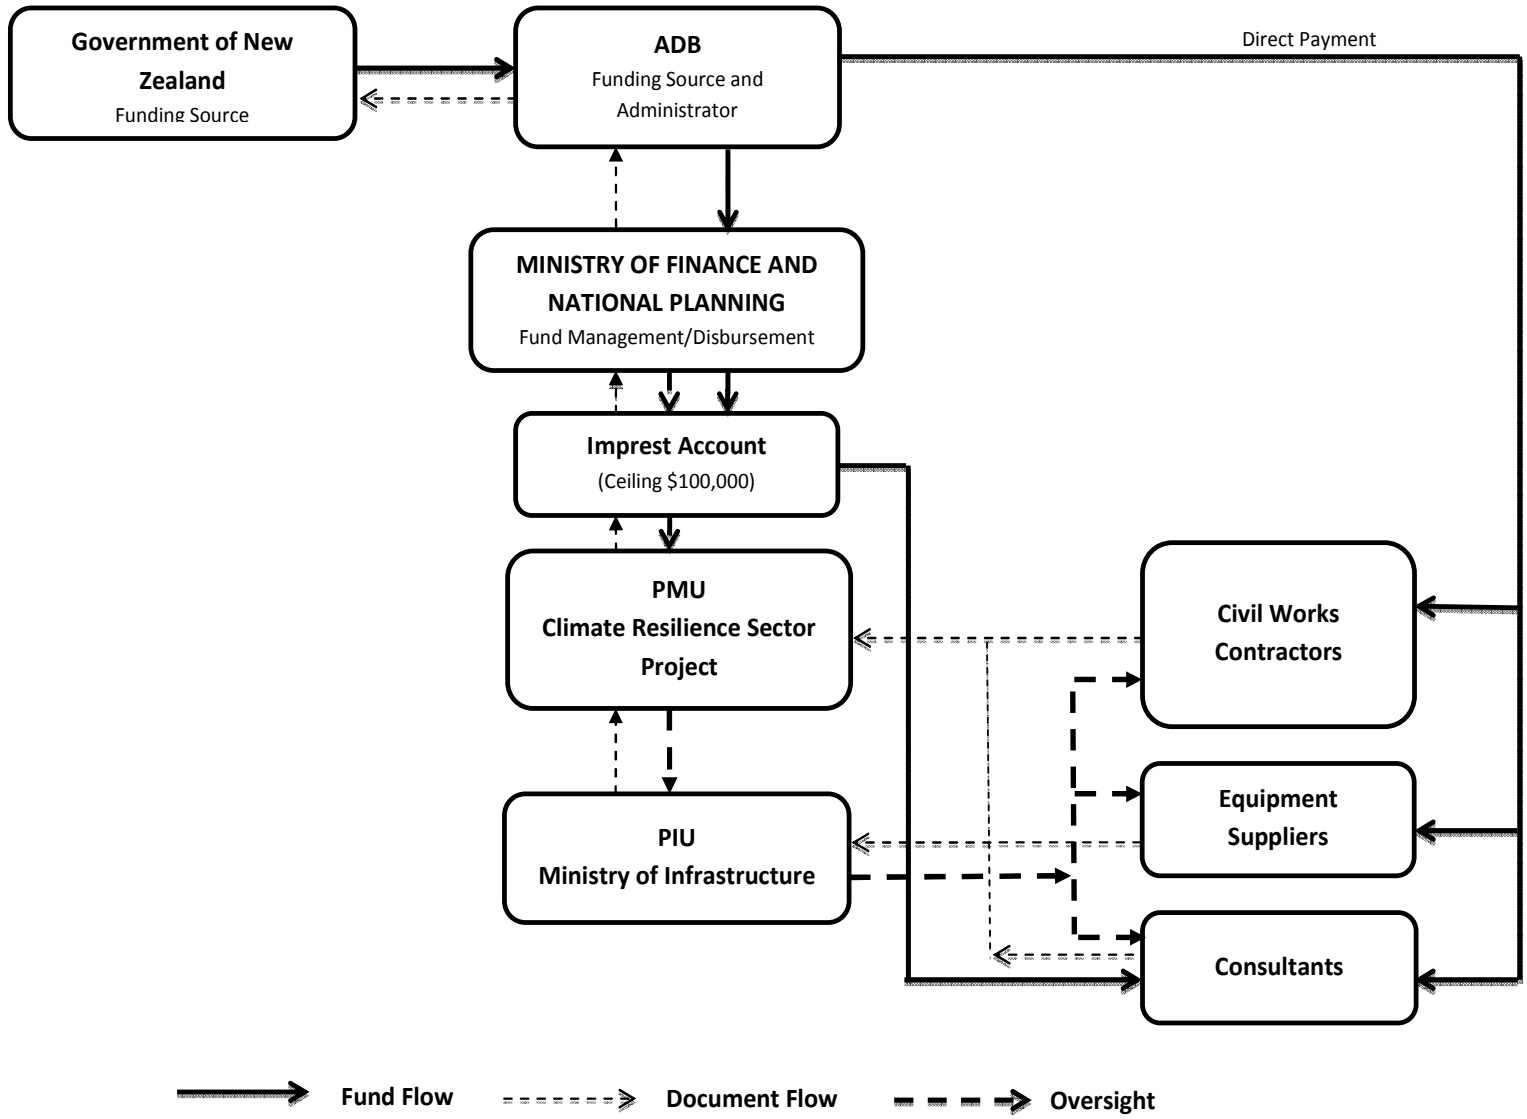 Government of New
Zealand
Funding Source
ADB
Funding Source and
Administrator
Direct Payment
MINISTRY OF FINANCE AND
NATIONAL PLANNING
Fund Management/Disbursement
Imprest Account
(Ceiling $100,000)
PMU
Climate Resilience Sector
Project
Civil Works
Contractors
Equipment
Suppliers
PIU
Ministry of Infrastructure
Consultants
Fund Flow
Document Flow
Oversight